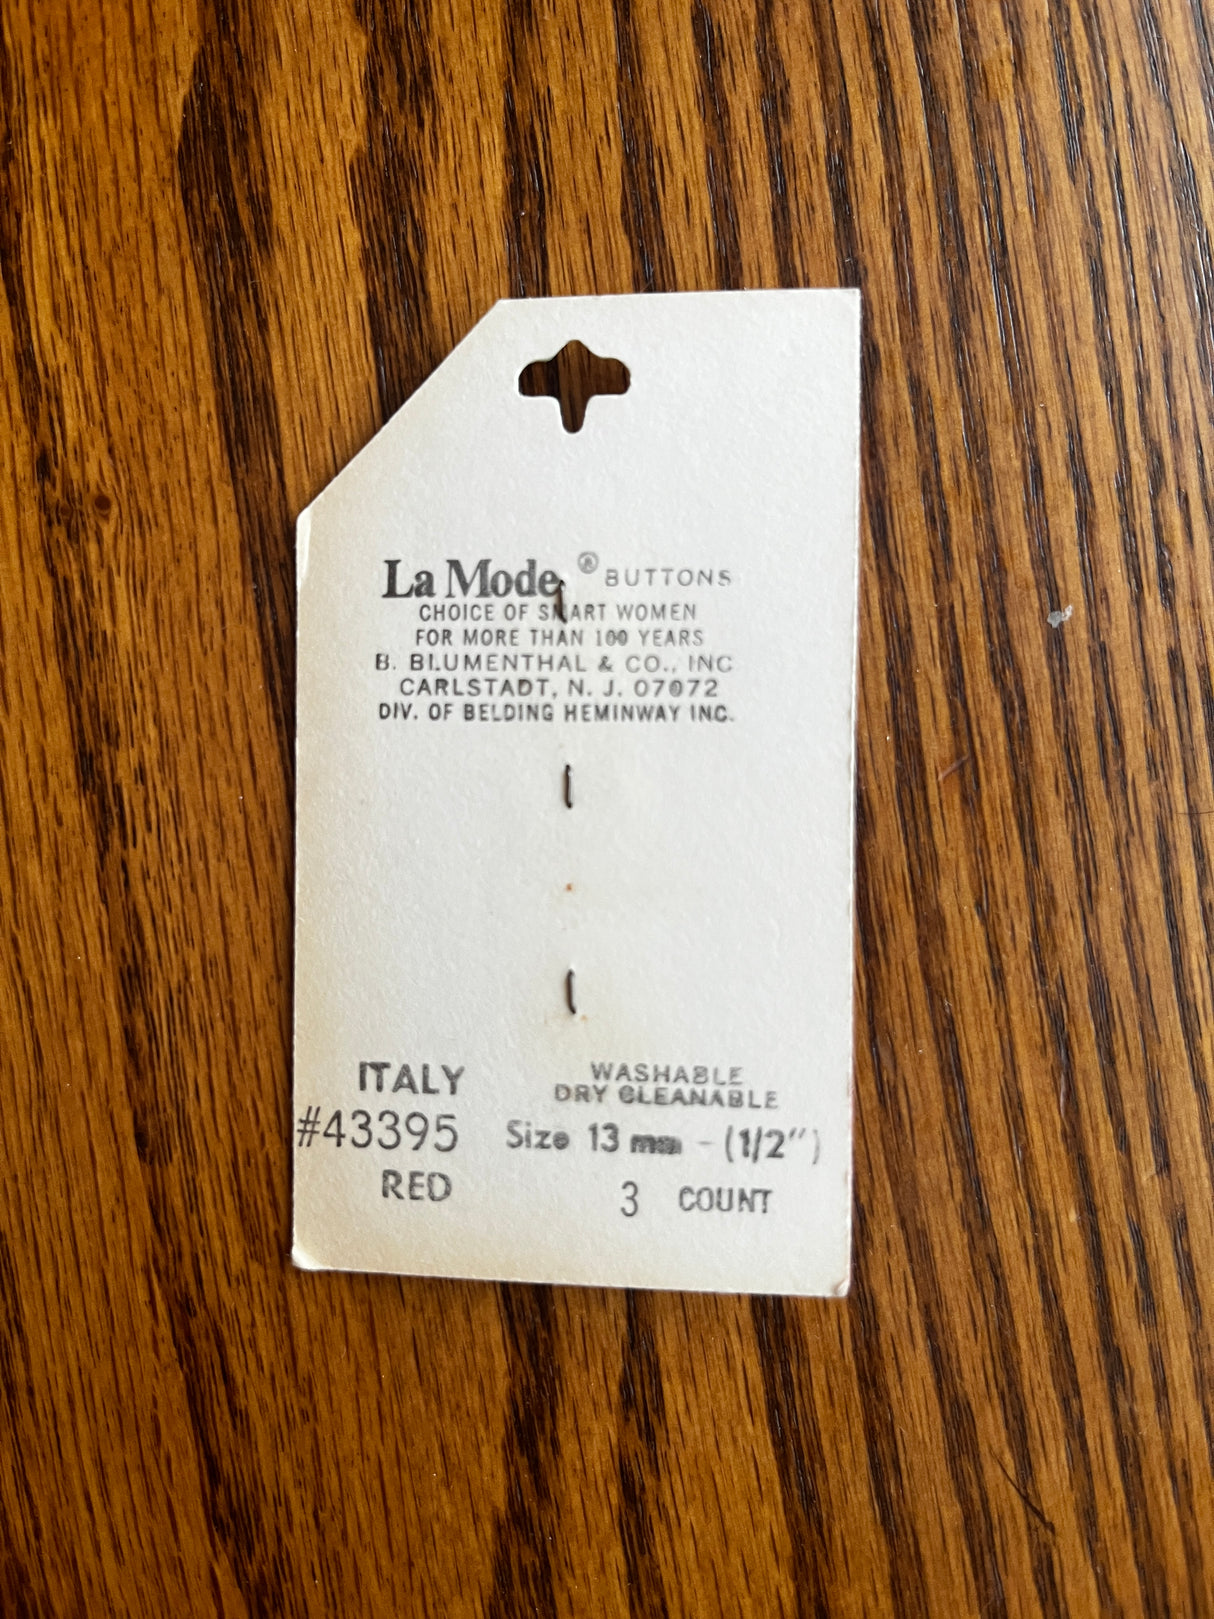 La Mode ® BUTTONS
CHOICE OF SMART WOMEN
FOR MORE THAN 100 YEARS
B. BLUMENTHAL & CO., INC
CARLSTADT, N. J. 07072
DIV. OF BELDING HEMINWAY INC.
ITALY
#43395
RED
WASHABLE
DRY CLEANABLE
Size 13 mm - (1/2")
3 COUNT